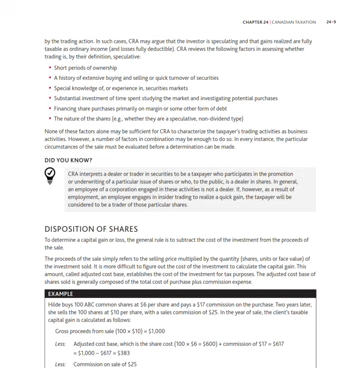 CHAPTER 24 | CANADIAN TAXATION 24•9
by the trading action. In such cases, CRA may argue that the investor is speculating and that gains realized are fully
taxable as ordinary income (and losses fully deductible). CRA reviews the following factors in assessing whether
trading is, by their definition, speculative:
• Short periods of ownership
• A history of extensive buying and selling or quick turnover of securities
• Special knowledge of, or experience in, securities markets
• Substantial investment of time spent studying the market and investigating potential purchases
• Financing share purchases primarily on margin or some other form of debt
• The nature of the shares (e.g., whether they are a speculative, non-dividend type)
None of these factors alone may be sufficient for CRA to characterize the taxpayer's trading activities as business
activities. However, a number of factors in combination may be enough to do so. In every instance, the particular
circumstances of the sale must be evaluated before a determination can be made.
DID YOU KNOW?
CRA interprets a dealer or trader in securities to be a taxpayer who participates in the promotion
or underwriting of a particular issue of shares or who, to the public, is a dealer in shares. In general,
an employee of a corporation engaged in these activities is not a dealer. If, however, as a result of
employment, an employee engages in insider trading to realize a quick gain, the taxpayer will be
considered to be a trader of those particular shares.
DISPOSITION OF SHARES
To determine a capital gain or loss, the general rule is to subtract the cost of the investment from the proceeds of
the sale.
The proceeds of the sale simply refers to the selling price multiplied by the quantity (shares, units or face value) of
the investment sold. It is more difficult to figure out the cost of the investment to calculate the capital gain. This
amount, called adjusted cost base, establishes the cost of the investment for tax purposes. The adjusted cost base of
shares sold is generally composed of the total cost of purchase plus commission expense.
EXAMPLE
Hilde buys 100 ABC common shares at $6 per share and pays a $17 commission on the purchase. Two years later,
she sells the 100 shares at $10 per share, with a sales commission of $25. In the year of sale, the client's taxable
capital gain is calculated as follows:
Gross proceeds from sale (100 × $10) = $1,000
Less: Adjusted cost base, which is the share cost (100 × $6 = $600) + commission of $17 = $617
= $1,000 − $617 = $383
Less: Commission on sale of $25